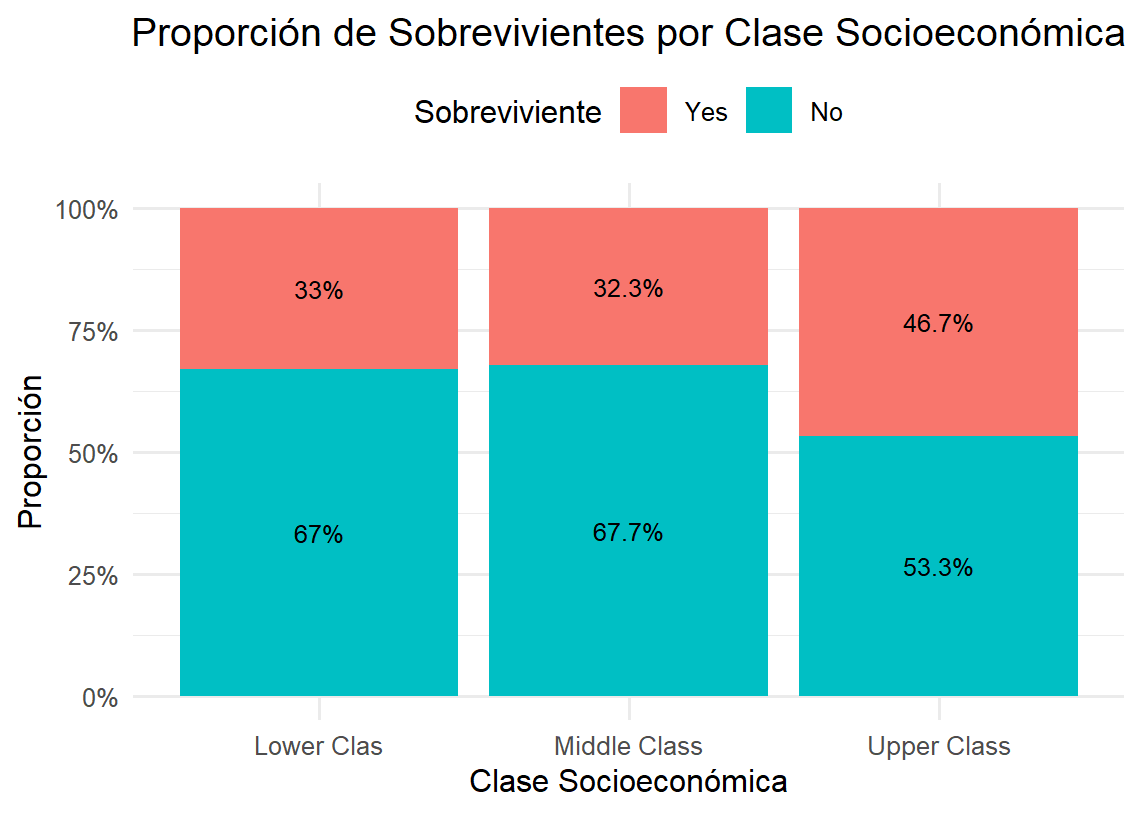 Proporción de Sobrevivientes por Clase Socioeconómica
Sobreviviente Yes No
100%
75%
50%
25%
0%
Proporción
33%
32.3%
46.7%
67%
67.7%
53.3%
Lower Clas
Middle Class
Upper Class
Clase Socioeconómica